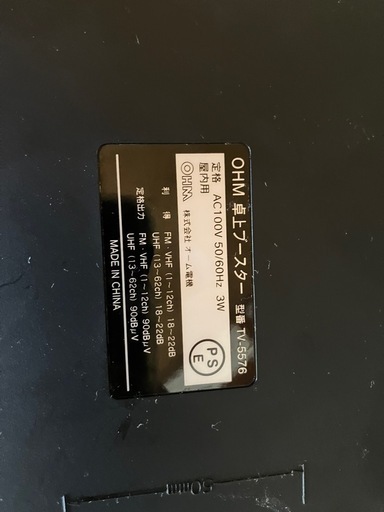 OHM 卓上ブースター 型番 TV-5576
定格 AC100V 50/60Hz 3W
屋内用
OHM 株式会社 オーム電機
PS
E
利 得 FM・VHF (1〜12ch) 18〜22dB
UHF (13〜62ch) 18〜22dB
定格出力 FM・VHF (1〜12ch) 90dBμV
UHF (13〜62ch) 90dBμV
MADE IN CHINA
50mm